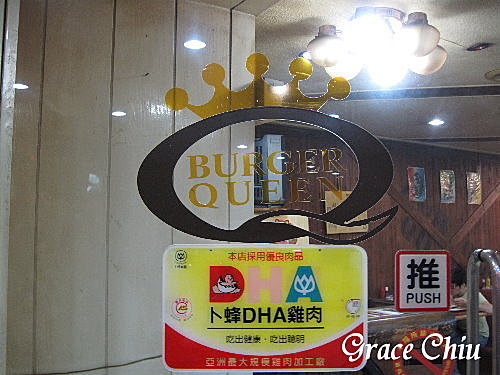 BURGER
QUEEN
本店採用優良肉品
DHA
卜蜂DHA雞肉
吃出健康．吃出聰明
亞洲最大規模雞肉加工廠
推
PUSH
Grace Chiu